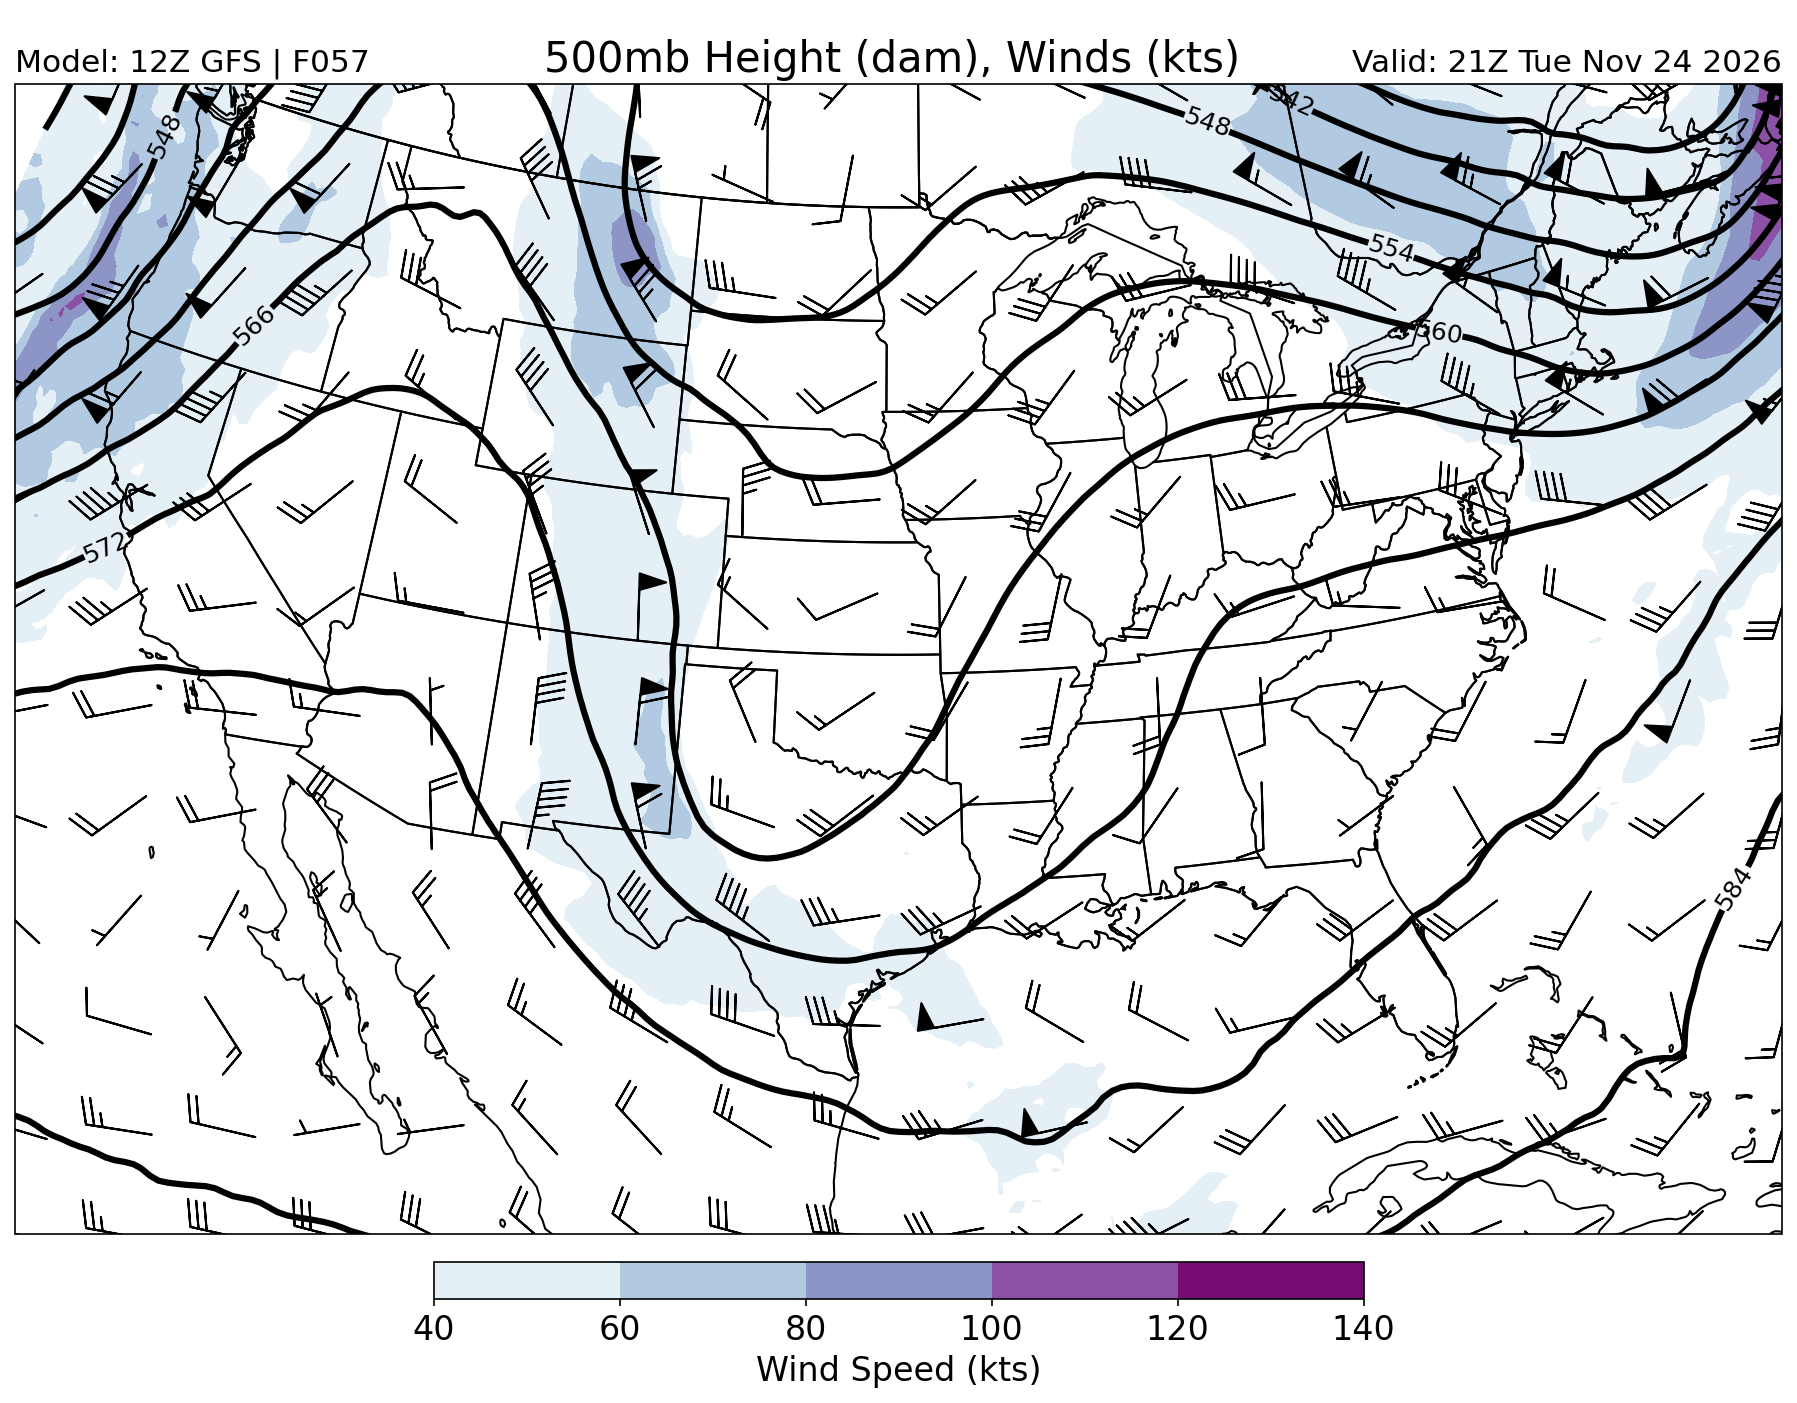 Model: 12Z GFS | F057
500mb Height (dam), Winds (kts)
Valid: 21Z Tue Nov 24 2026
542
548
548
554
560
566
572
584
40 60 80 100 120 140
Wind Speed (kts)